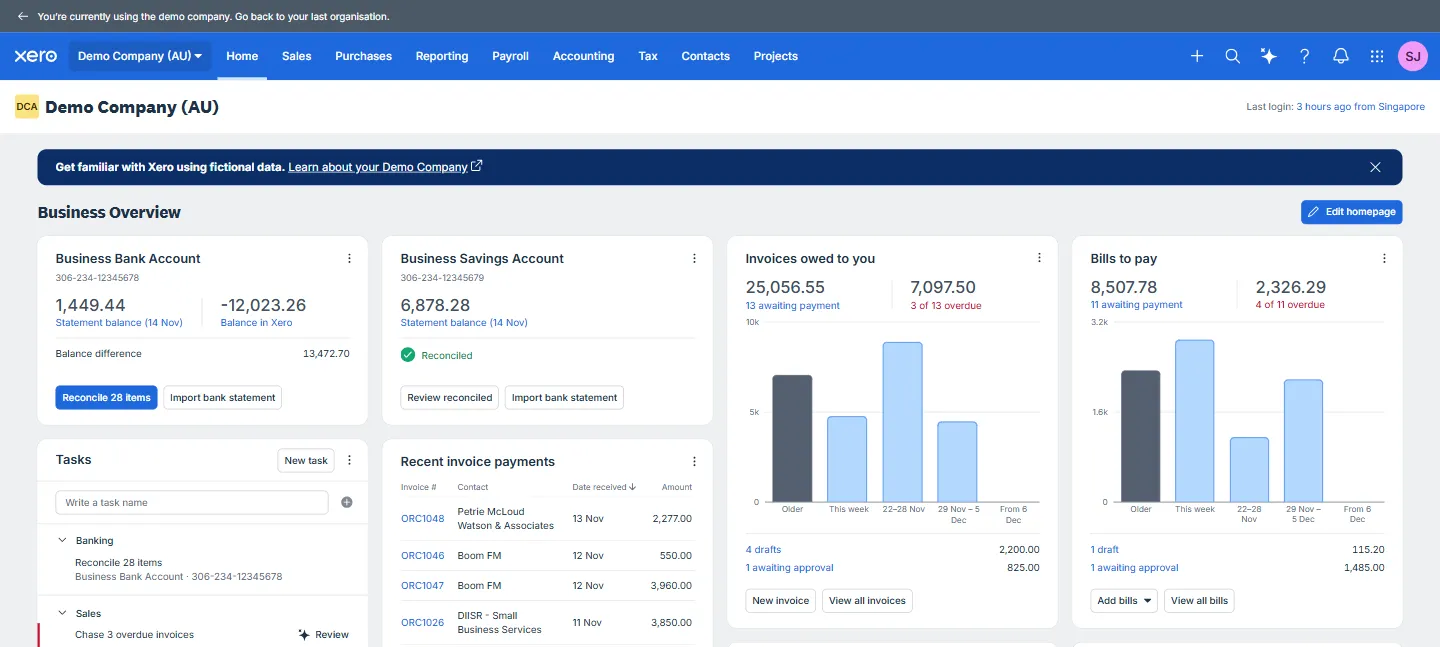 You're currently using the demo company. Go back to your last organisation.
xero
Demo Company (AU)
Home
Sales
Purchases
Reporting
Payroll
Accounting
Tax
Contacts
Projects
SJ
DCA
Demo Company (AU)
Last login: 3 hours ago from Singapore
Get familiar with Xero using fictional data. Learn about your Demo Company
Business Overview
Edit homepage
Business Bank Account
306-234-12345678
1,449.44
Statement balance (14 Nov)
-12,023.26
Balance in Xero
Balance difference
13,472.70
Reconcile 28 items
Import bank statement
Business Savings Account
306-234-12345679
6,878.28
Statement balance (14 Nov)
Reconciled
Review reconciled
Import bank statement
Invoices owed to you
25,056.55
13 awaiting payment
7,097.50
3 of 13 overdue
10k
5k
0
Older
This week
22–28 Nov
29 Nov – 5
Dec
From 6
Dec
4 drafts
2,200.00
1 awaiting approval
825.00
New invoice
View all invoices
Bills to pay
8,507.78
11 awaiting payment
2,326.29
4 of 11 overdue
3.2k
1.6k
0
Older
This week
22–28
Nov
29 Nov –
5 Dec
From 6
Dec
1 draft
115.20
1 awaiting approval
1,485.00
Add bills
View all bills
Tasks
New task
Write a task name
Banking
Reconcile 28 items
Business Bank Account · 306-234-12345678
Sales
Chase 3 overdue invoices
Review
Recent invoice payments
Invoice #
Contact
Date received
Amount
ORC1048
Petrie McLoud
Watson & Associates
13 Nov
2,277.00
ORC1046
Boom FM
12 Nov
550.00
ORC1047
Boom FM
12 Nov
3,960.00
ORC1026
DIISR - Small
Business Services
11 Nov
3,850.00